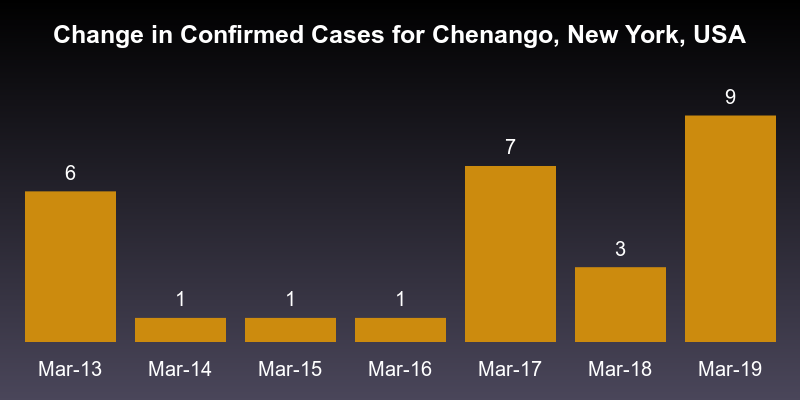 Change in Confirmed Cases for Chenango, New York, USA
9
7
6
3
1 1 1
Mar-13 Mar-14 Mar-15 Mar-16 Mar-17 Mar-18 Mar-19